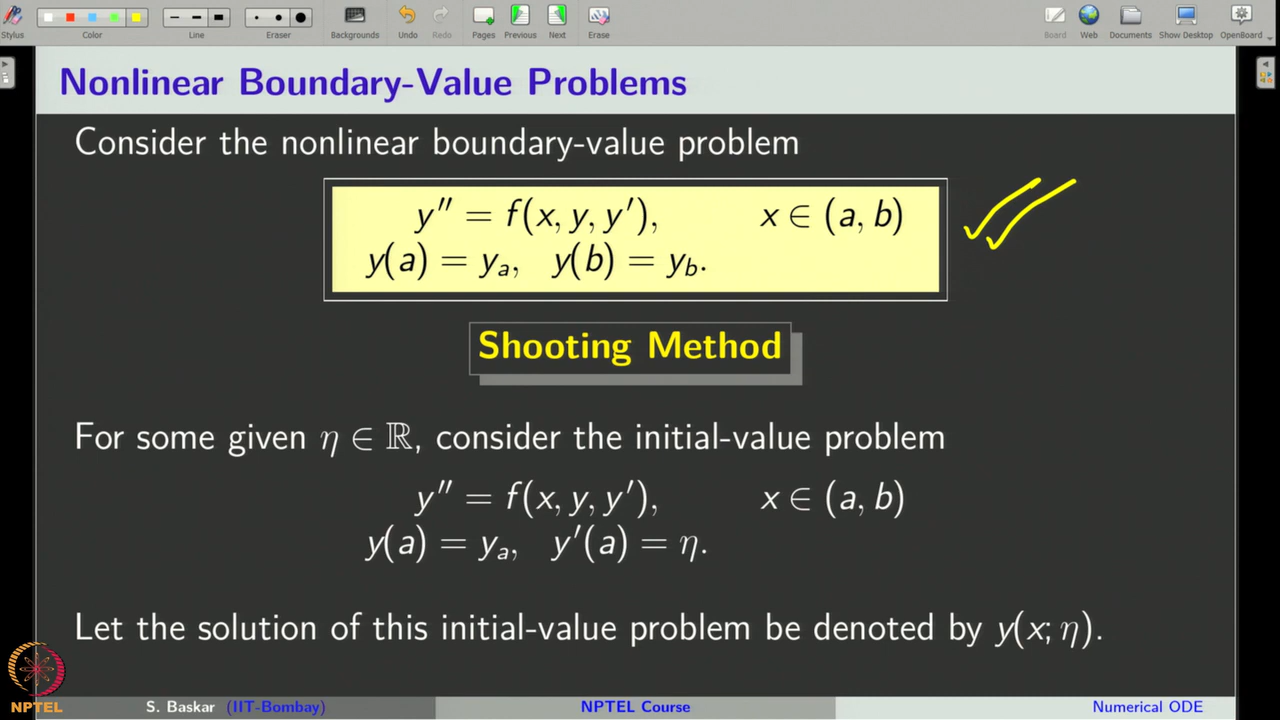 Stylus Color Line Eraser Backgrounds Undo Redo Pages Previous Next Erase Board Web Documents Show Desktop OpenBoard
Nonlinear Boundary-Value Problems
Consider the nonlinear boundary-value problem
y″ = f(x, y, y′), x ∈ (a, b)
y(a) = yₐ, y(b) = y_b.
Shooting Method
For some given η ∈ ℝ, consider the initial-value problem
y″ = f(x, y, y′), x ∈ (a, b)
y(a) = yₐ, y′(a) = η.
Let the solution of this initial-value problem be denoted by y(x; η).
NPTEL
S. Baskar (IIT-Bombay) NPTEL Course Numerical ODE